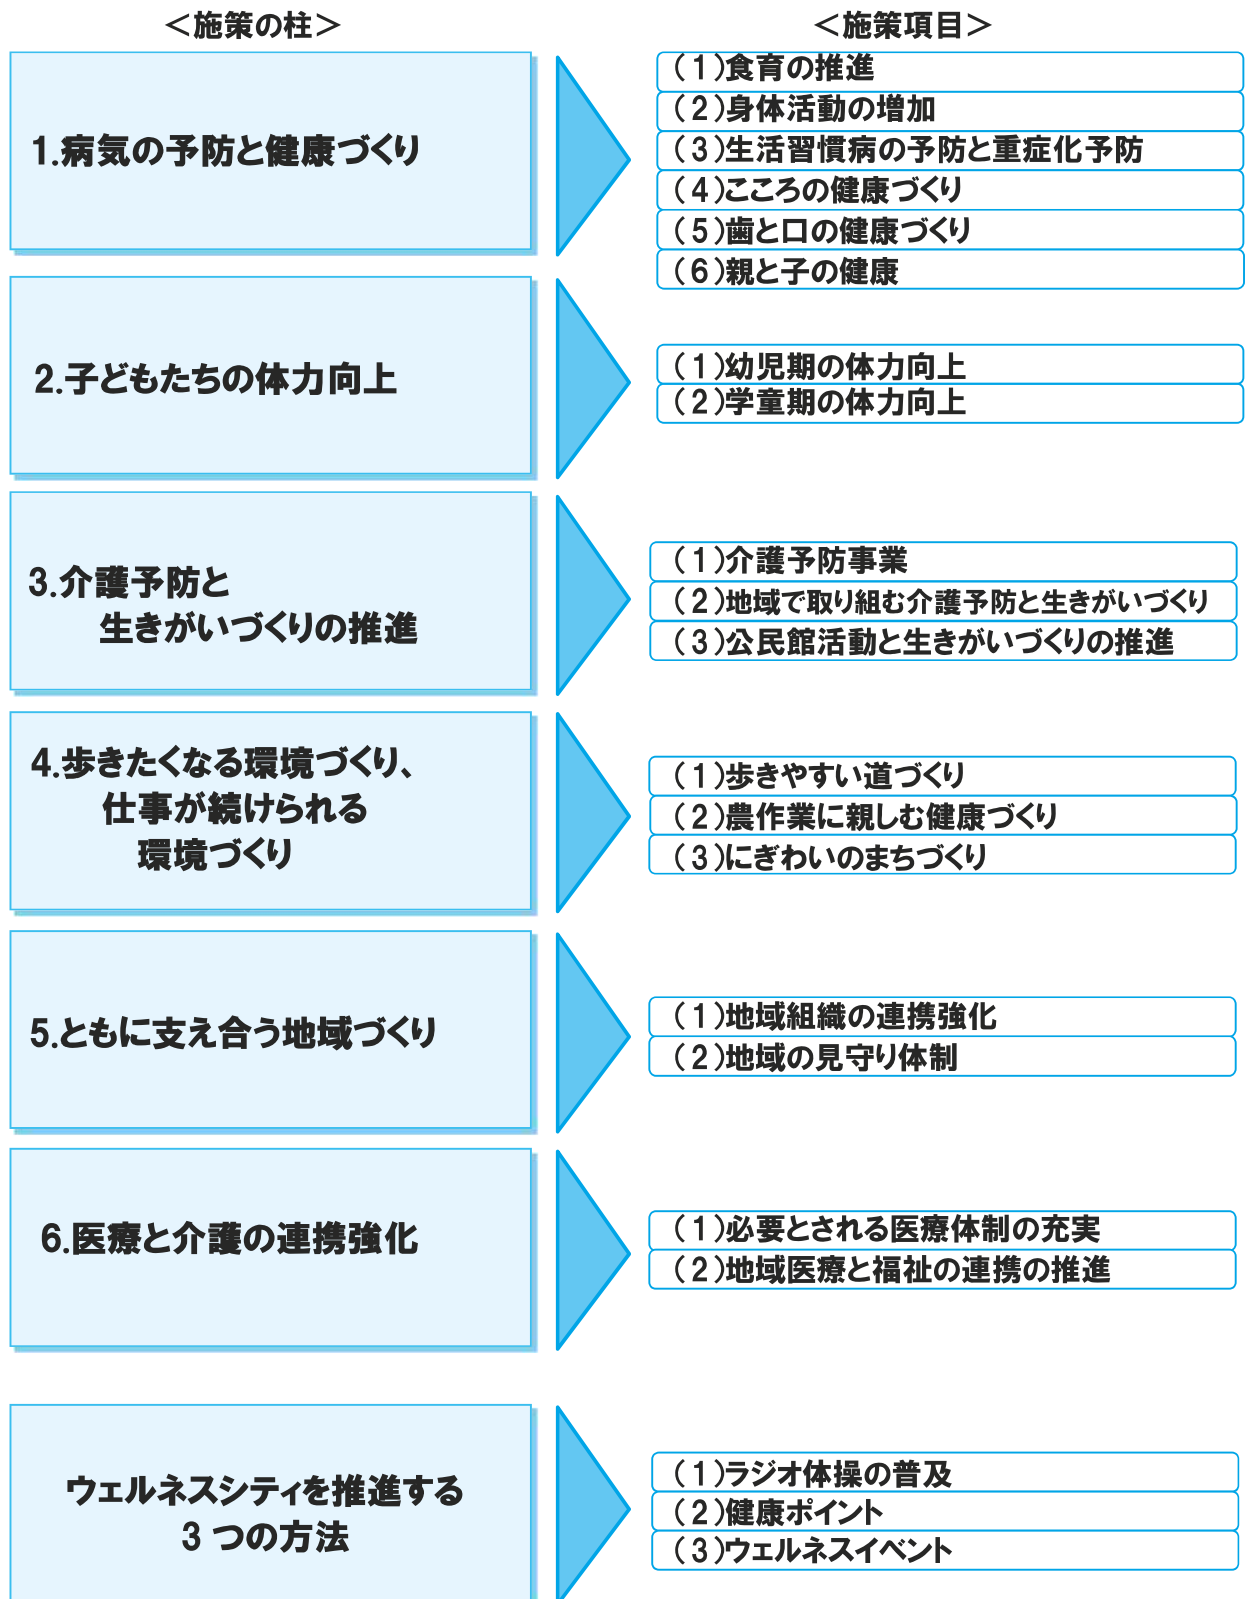 ＜施策の柱＞
＜施策項目＞
1.病気の予防と健康づくり
（１）食育の推進
（２）身体活動の増加
（３）生活習慣病の予防と重症化予防
（４）こころの健康づくり
（５）歯と口の健康づくり
（６）親と子の健康
2.子どもたちの体力向上
（１）幼児期の体力向上
（２）学童期の体力向上
3.介護予防と
生きがいづくりの推進
（１）介護予防事業
（２）地域で取り組む介護予防と生きがいづくり
（３）公民館活動と生きがいづくりの推進
4.歩きたくなる環境づくり、
仕事が続けられる
環境づくり
（１）歩きやすい道づくり
（２）農作業に親しむ健康づくり
（３）にぎわいのまちづくり
5.ともに支え合う地域づくり
（１）地域組織の連携強化
（２）地域の見守り体制
6.医療と介護の連携強化
（１）必要とされる医療体制の充実
（２）地域医療と福祉の連携の推進
ウェルネスシティを推進する
3 つの方法
（１）ラジオ体操の普及
（２）健康ポイント
（３）ウェルネスイベント